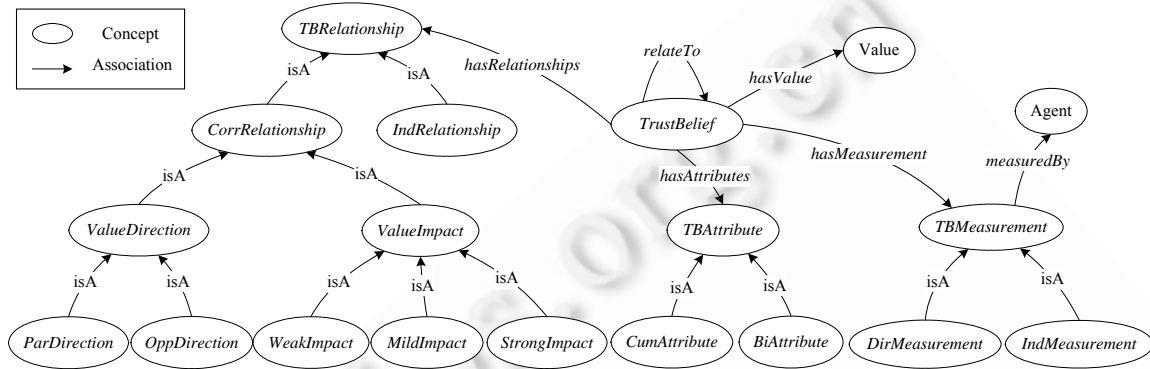 Concept
Association
TBRelationship
relateTo
Value
hasRelationships
hasValue
isA
isA
Agent
CorrRelationship
IndRelationship
TrustBelief
hasMeasurement
measuredBy
isA
isA
hasAttributes
ValueDirection
ValueImpact
TBAttribute
TBMeasurement
isA
isA
isA
isA
isA
isA
isA
isA
isA
ParDirection
OppDirection
WeakImpact
MildImpact
StrongImpact
CumAttribute
BiAttribute
DirMeasurement
IndMeasurement